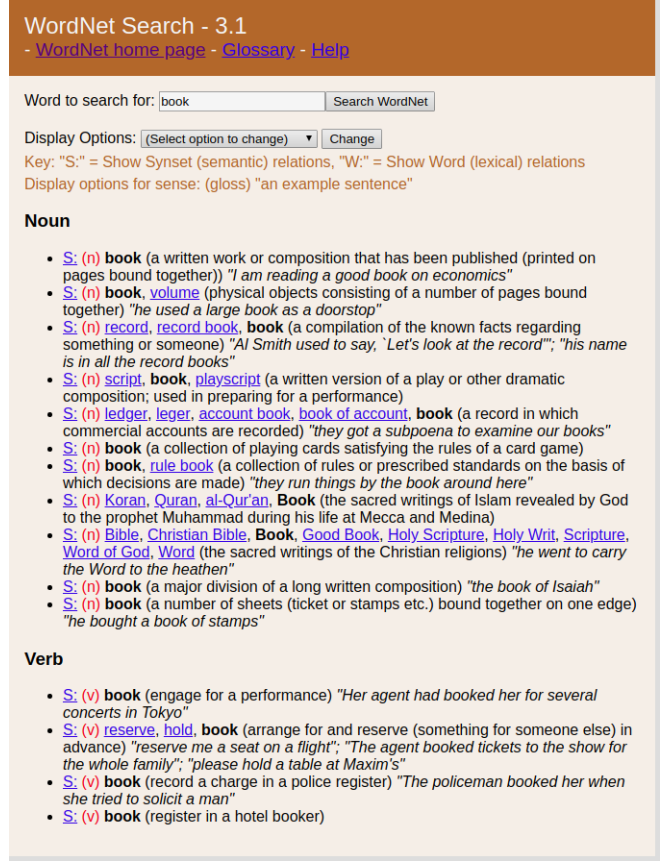 WordNet Search - 3.1
- WordNet home page - Glossary - Help
Word to search for: book Search WordNet
Display Options: (Select option to change) Change
Key: "S:" = Show Synset (semantic) relations, "W:" = Show Word (lexical) relations
Display options for sense: (gloss) "an example sentence"
Noun
• S: (n) book (a written work or composition that has been published (printed on
pages bound together)) "I am reading a good book on economics"
• S: (n) book, volume (physical objects consisting of a number of pages bound
together) "he used a large book as a doorstop"
• S: (n) record, record book, book (a compilation of the known facts regarding
something or someone) "Al Smith used to say, `Let's look at the record'"; "his name
is in all the record books"
• S: (n) script, book, playscript (a written version of a play or other dramatic
composition; used in preparing for a performance)
• S: (n) ledger, leger, account book, book of account, book (a record in which
commercial accounts are recorded) "they got a subpoena to examine our books"
• S: (n) book (a collection of playing cards satisfying the rules of a card game)
• S: (n) book, rule book (a collection of rules or prescribed standards on the basis of
which decisions are made) "they run things by the book around here"
• S: (n) Koran, Quran, al-Qur'an, Book (the sacred writings of Islam revealed by God
to the prophet Muhammad during his life at Mecca and Medina)
• S: (n) Bible, Christian Bible, Book, Good Book, Holy Scripture, Holy Writ, Scripture,
Word of God, Word (the sacred writings of the Christian religions) "he went to carry
the Word to the heathen"
• S: (n) book (a major division of a long written composition) "the book of Isaiah"
• S: (n) book (a number of sheets (ticket or stamps etc.) bound together on one edge)
"he bought a book of stamps"
Verb
• S: (v) book (engage for a performance) "Her agent had booked her for several
concerts in Tokyo"
• S: (v) reserve, hold, book (arrange for and reserve (something for someone else) in
advance) "reserve me a seat on a flight"; "The agent booked tickets to the show for
the whole family"; "please hold a table at Maxim's"
• S: (v) book (record a charge in a police register) "The policeman booked her when
she tried to solicit a man"
• S: (v) book (register in a hotel booker)